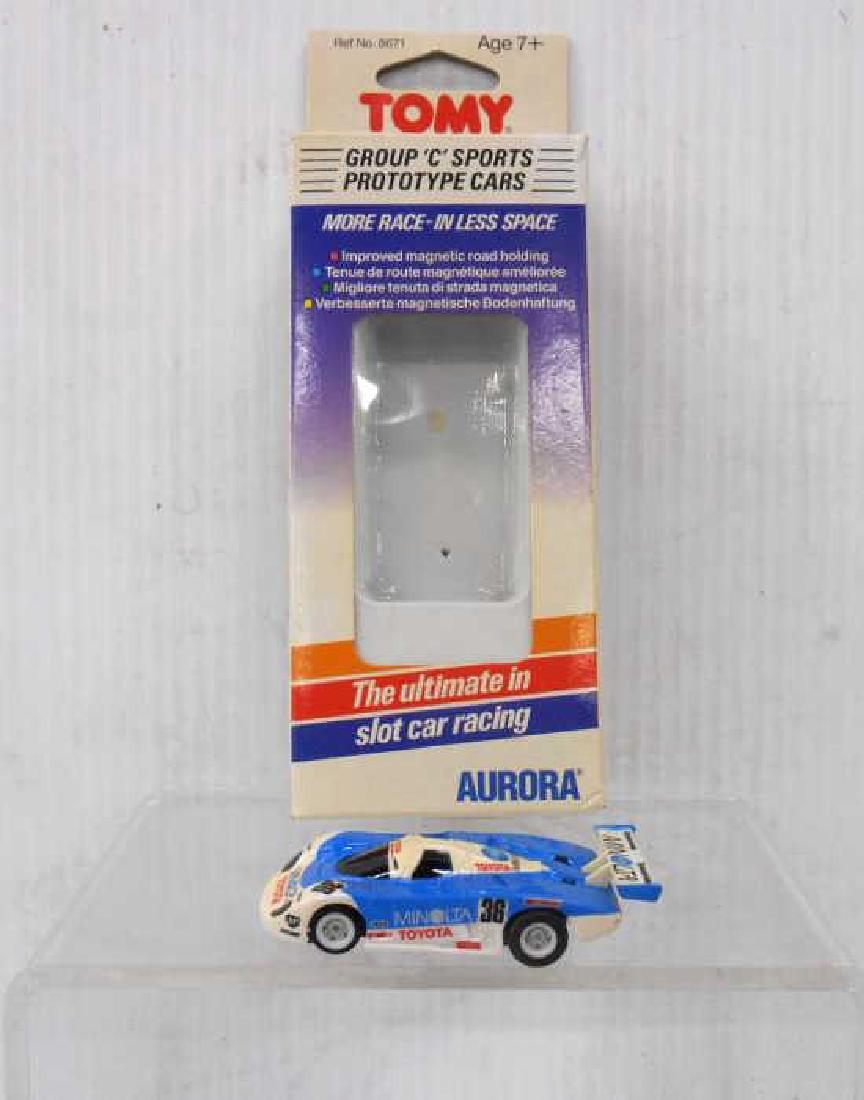 Ref No. 8671
Age 7+
TOMY
GROUP 'C' SPORTS
PROTOTYPE CARS
MORE RACE-IN LESS SPACE
Improved magnetic road holding
Tenue de route magnétique améliorée
Migliore tenuta di strada magnetica
Verbesserte magnetische Bodenhaftung
The ultimate in
slot car racing
AURORA
TOYOTA
MINOLTA
36
TOYOTA